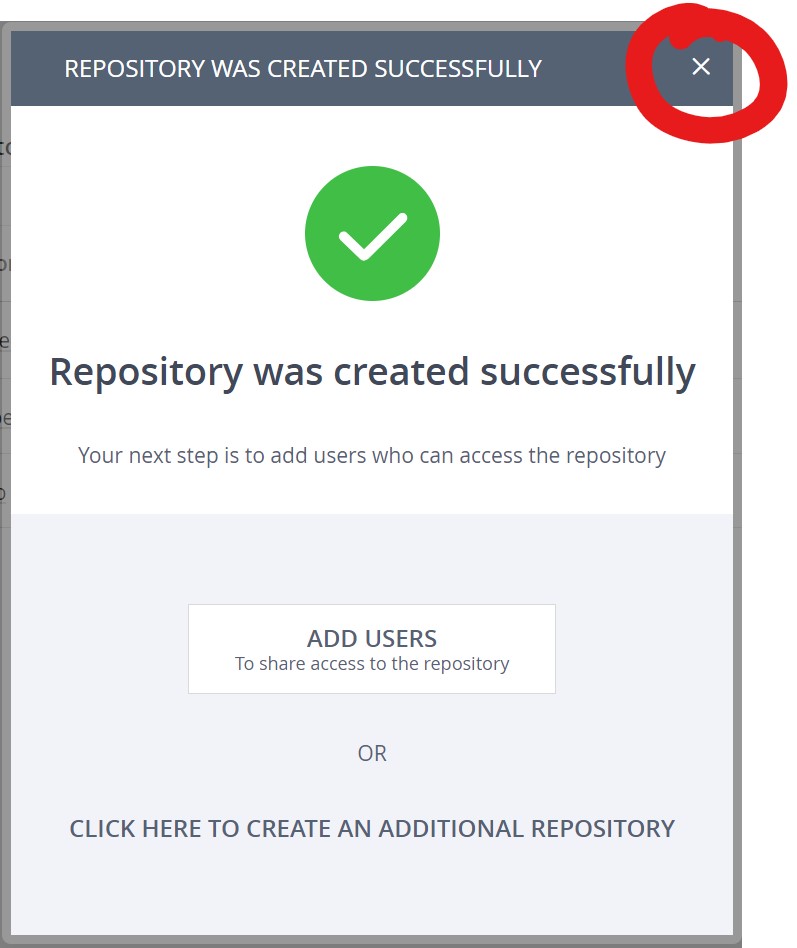 REPOSITORY WAS CREATED SUCCESSFULLY
Repository was created successfully
Your next step is to add users who can access the repository
ADD USERS
To share access to the repository
OR
CLICK HERE TO CREATE AN ADDITIONAL REPOSITORY